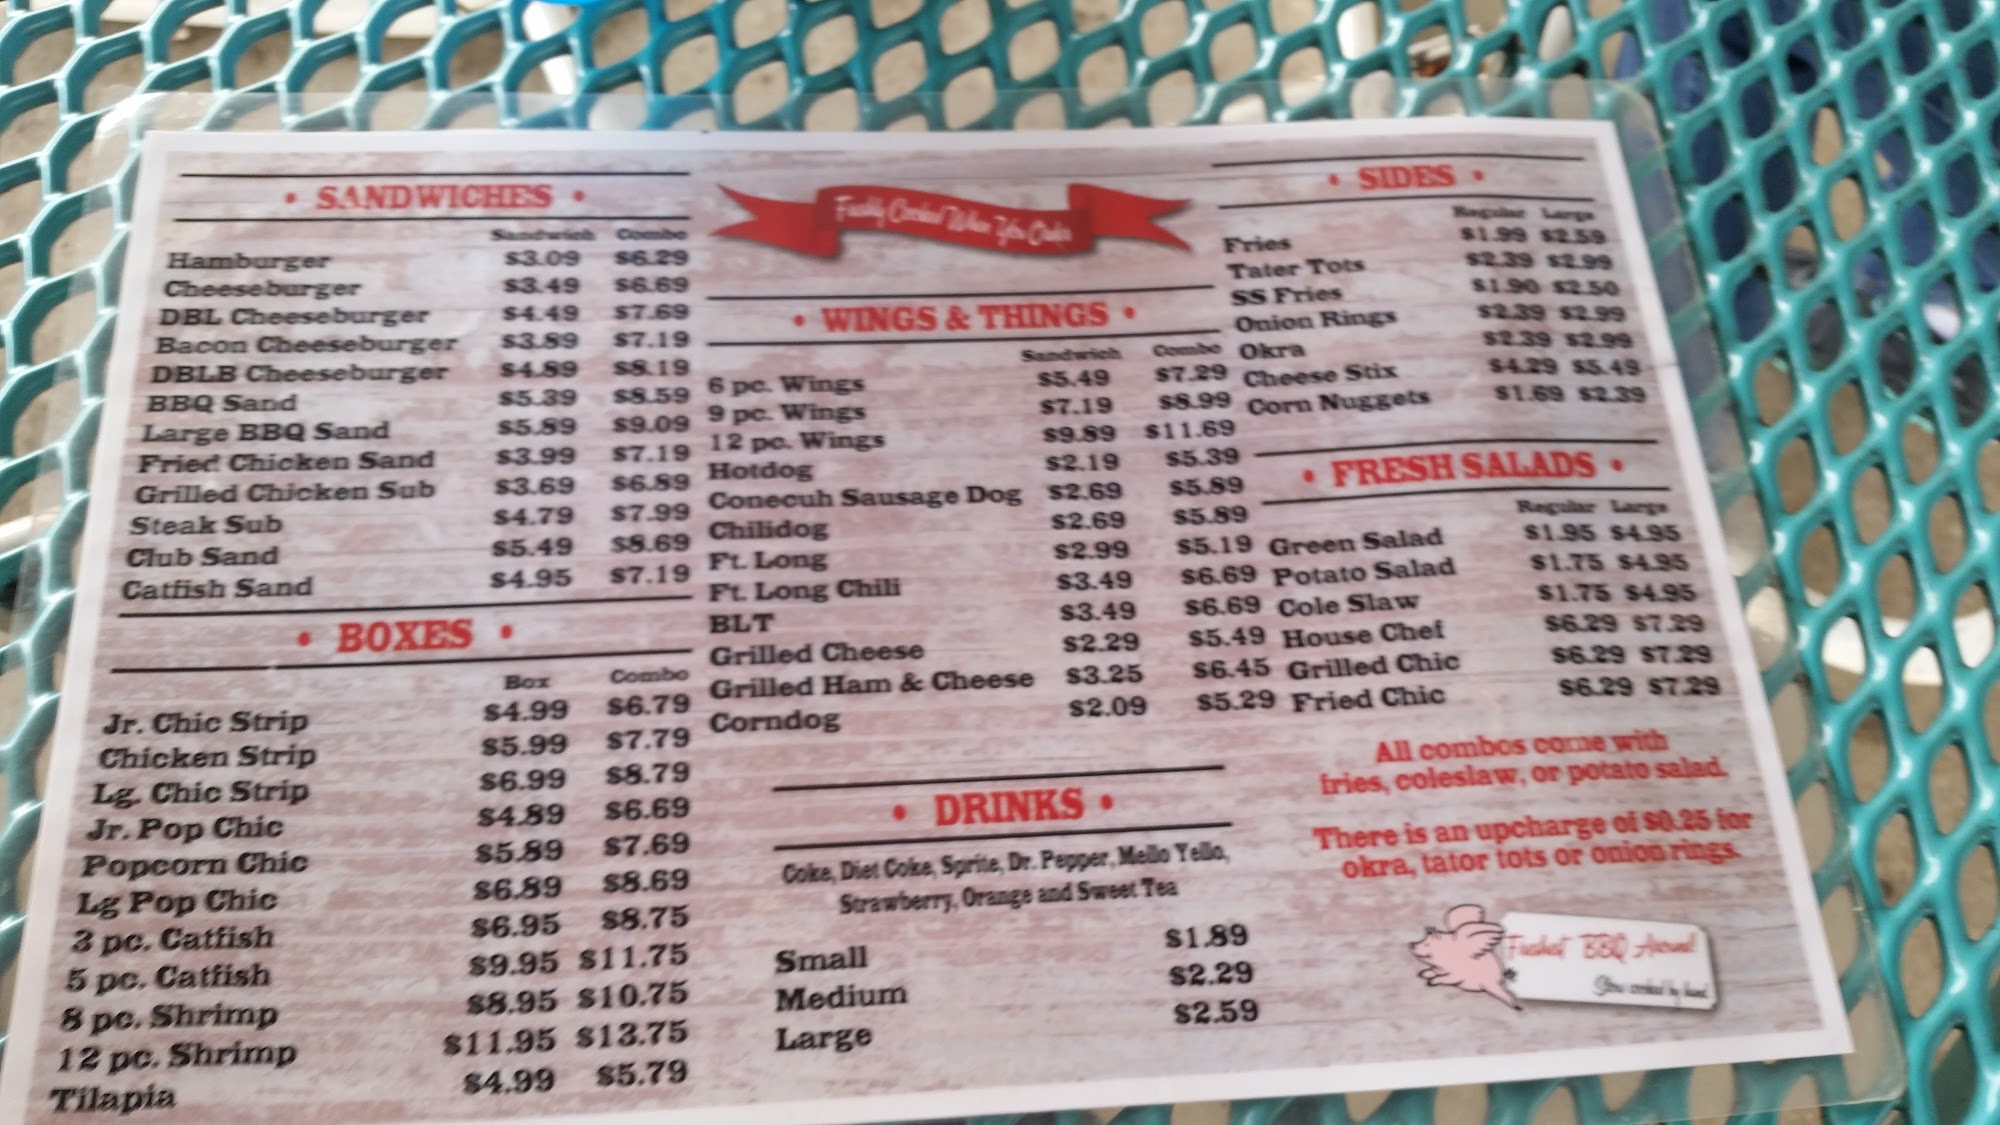 • SANDWICHES •
Sandwich Combo
Hamburger $3.09 $6.29
Cheeseburger $3.49 $6.69
DBL Cheeseburger $4.49 $7.69
Bacon Cheeseburger $3.89 $7.19
DBLB Cheeseburger $4.89 $8.19
BBQ Sand $5.39 $8.59
Large BBQ Sand $5.89 $9.09
Fried Chicken Sand $3.99 $7.19
Grilled Chicken Sub $3.69 $6.89
Steak Sub $4.79 $7.99
Club Sand $5.49 $8.69
Catfish Sand $4.95 $7.19
• BOXES •
Box Combo
Jr. Chic Strip $4.99 $6.79
Chicken Strip $5.99 $7.79
Lg. Chic Strip $6.99 $8.79
Jr. Pop Chic $4.89 $6.69
Popcorn Chic $5.89 $7.69
Lg Pop Chic $6.89 $8.69
3 pc. Catfish $6.95 $8.75
5 pc. Catfish $9.95 $11.75
8 pc. Shrimp $8.95 $10.75
12 pc. Shrimp $11.95 $13.75
Tilapia $4.99 $5.79
Cooked When You Order
• WINGS & THINGS •
Sandwich Combo
6 pc. Wings $5.49 $7.29
9 pc. Wings $7.19 $8.99
12 pc. Wings $9.89 $11.69
Hotdog $2.19 $5.39
Conecuh Sausage Dog $2.69 $5.89
Chilidog $2.69 $5.89
Ft. Long $2.99 $5.19
Ft. Long Chili $3.49 $6.69
BLT $3.49 $6.69
Grilled Cheese $2.29 $5.49
Grilled Ham & Cheese $3.25 $6.45
Corndog $2.09 $5.29
• DRINKS •
Coke, Diet Coke, Sprite, Dr. Pepper, Mello Yello,
Strawberry, Orange and Sweet Tea
Small $1.89
Medium $2.29
Large $2.59
• SIDES •
Regular Large
Fries $1.99 $2.59
Tater Tots $2.39 $2.99
SS Fries $1.90 $2.50
Onion Rings $2.39 $2.99
Okra $2.39 $2.99
Cheese Stix $4.29 $5.49
Corn Nuggets $1.69 $2.39
• FRESH SALADS •
Regular Large
Green Salad $1.95 $4.95
Potato Salad $1.75 $4.95
Cole Slaw $1.75 $4.95
House Chef $6.29 $7.29
Grilled Chic $6.29 $7.29
Fried Chic $6.29 $7.29
All combos come with
fries, coleslaw, or potato salad.
There is an upcharge of $0.25 for
okra, tator tots or onion rings.
Freshest BBQ Around!
Slow cooked by hand